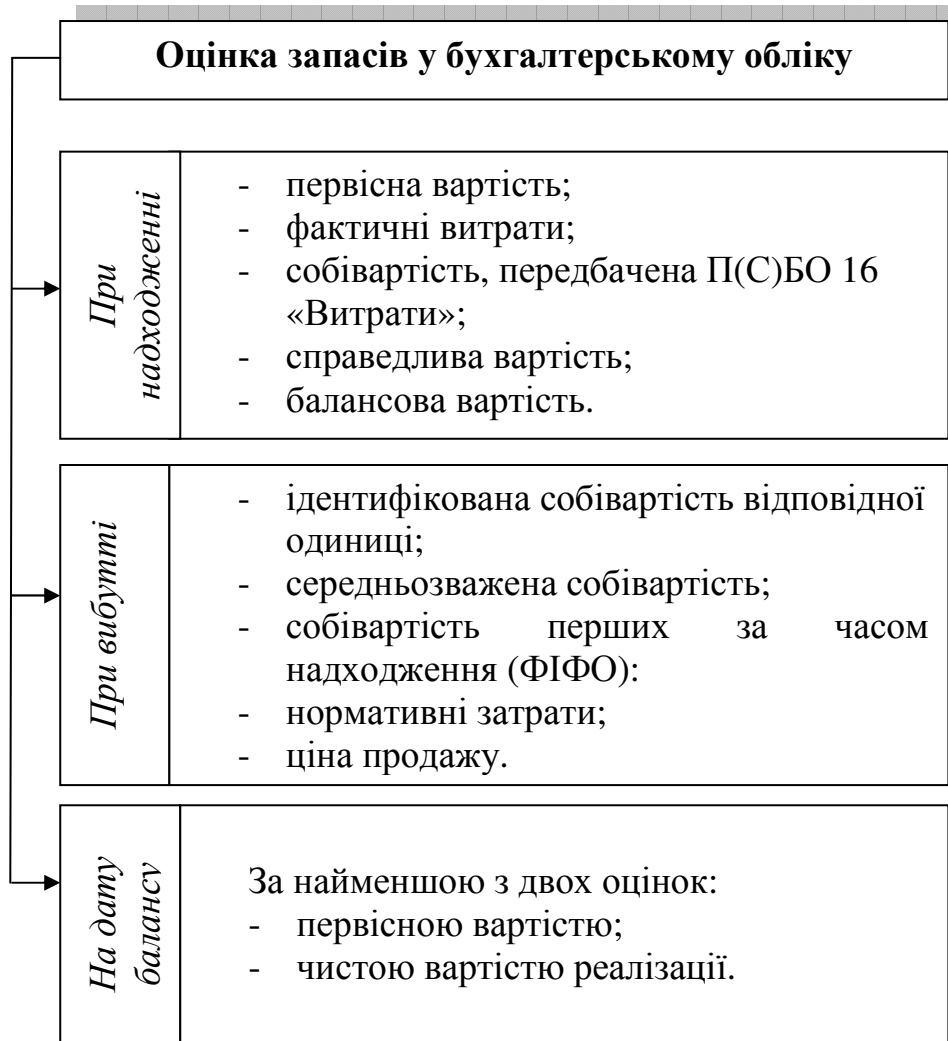 Оцінка запасів у бухгалтерському обліку
При
надходженні
- первісна вартість;
- фактичні витрати;
- собівартість, передбачена П(С)БО 16
«Витрати»;
- справедлива вартість;
- балансова вартість.
При вибутті
- ідентифікована собівартість відповідної
одиниці;
- середньозважена собівартість;
- собівартість перших за часом
надходження (ФІФО):
- нормативні затрати;
- ціна продажу.
На дату
балансу
За найменшою з двох оцінок:
- первісною вартістю;
- чистою вартістю реалізації.